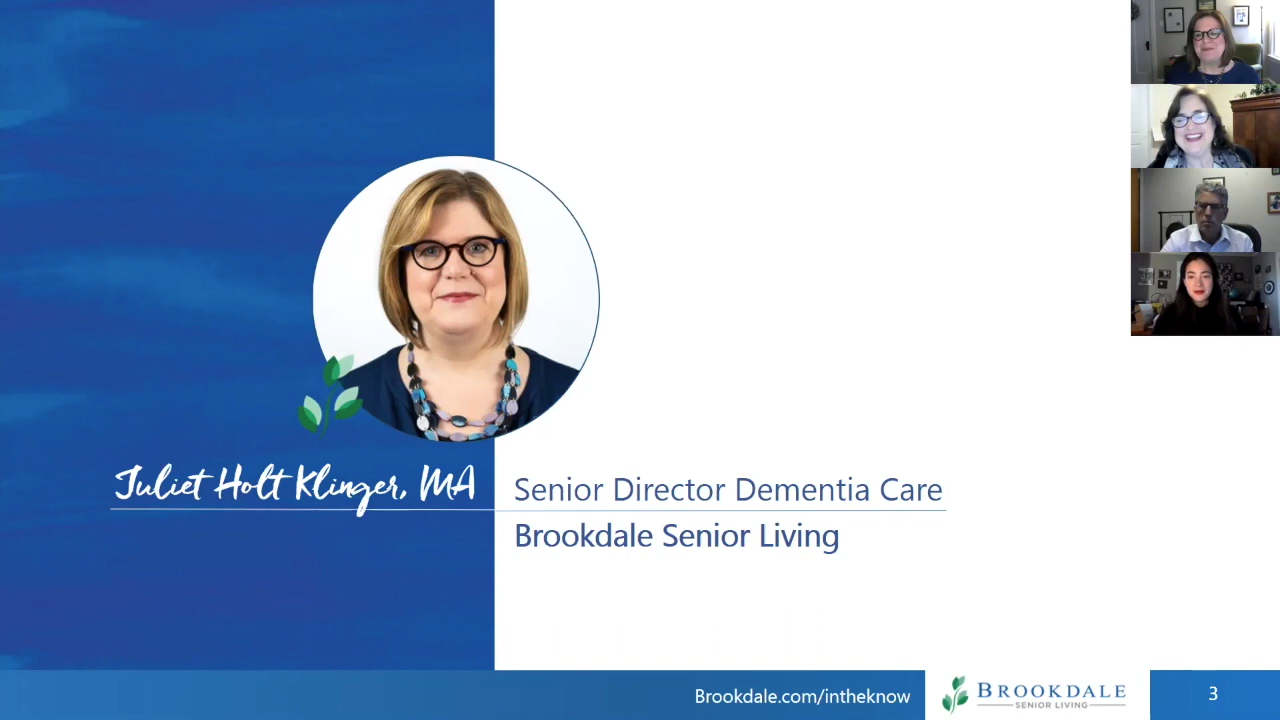 Juliet Holt Klinger, MA
Senior Director Dementia Care
Brookdale Senior Living
Brookdale.com/intheknow
BROOKDALE
SENIOR LIVING
3